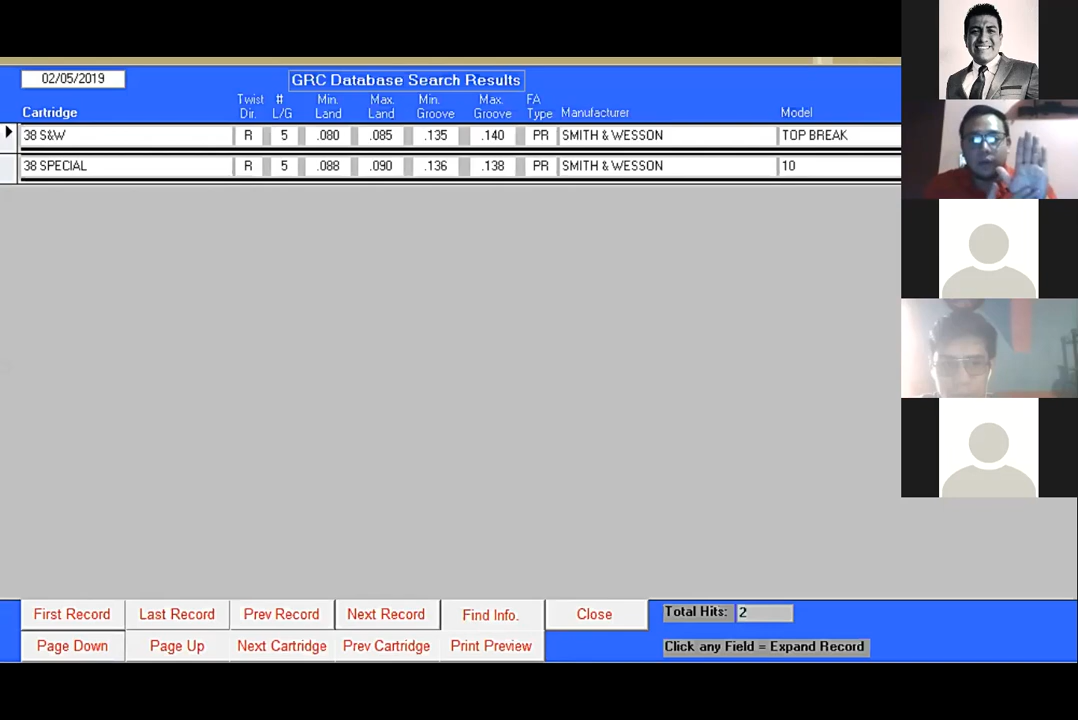 02/05/2019
GRC Database Search Results
Cartridge Twist Dir. # L/G Min. Land Max. Land Min. Groove Max. Groove FA Type Manufacturer Model
38 S&W R 5 .080 .085 .135 .140 PR SMITH & WESSON TOP BREAK
38 SPECIAL R 5 .088 .090 .136 .138 PR SMITH & WESSON 10
First Record Last Record Prev Record Next Record Find Info. Close Total Hits: 2
Page Down Page Up Next Cartridge Prev Cartridge Print Preview Click any Field = Expand Record